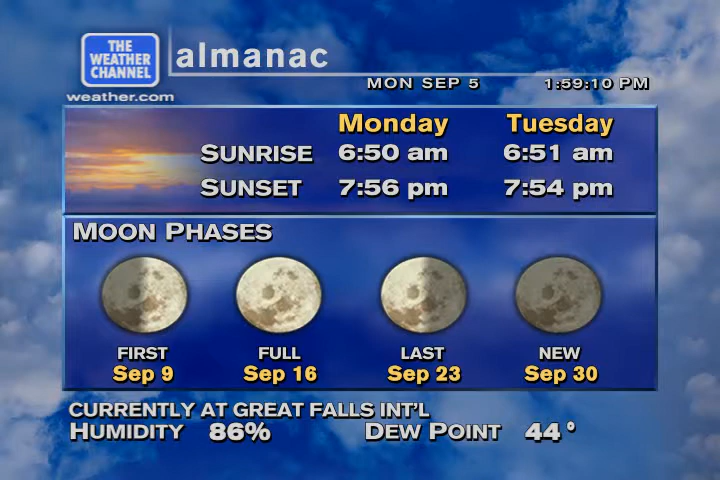 THE
WEATHER
CHANNEL
weather.com
almanac
MON SEP 5 1:59:10 PM
Monday Tuesday
SUNRISE 6:50 am 6:51 am
SUNSET 7:56 pm 7:54 pm
MOON PHASES
FIRST FULL LAST NEW
Sep 9 Sep 16 Sep 23 Sep 30
CURRENTLY AT GREAT FALLS INT'L
HUMIDITY 86% DEW POINT 44°